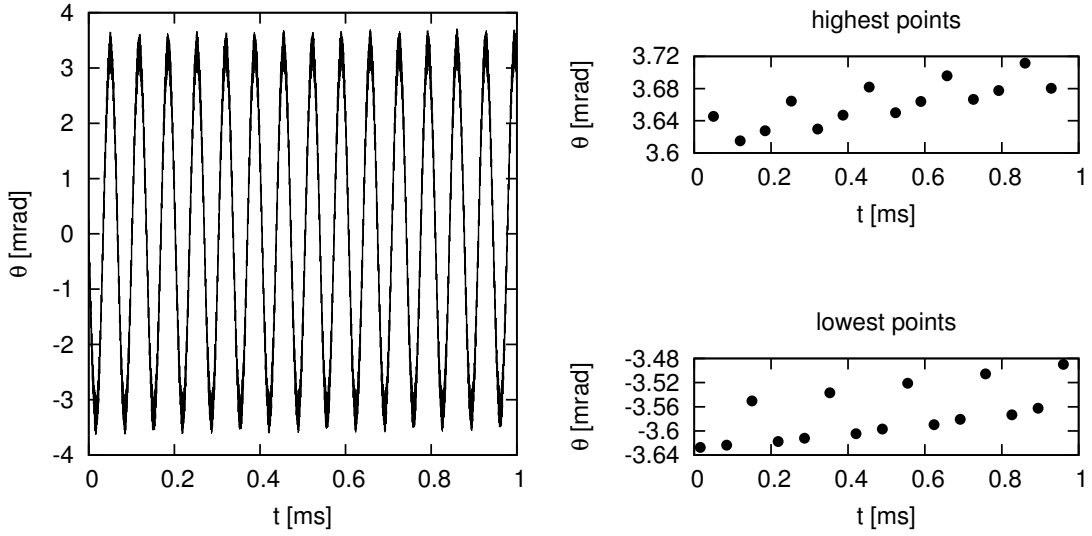 4
3
2
1
0
-1
-2
-3
-4
θ [mrad]
0 0.2 0.4 0.6 0.8 1
t [ms]
highest points
3.72
3.68
3.64
3.6
θ [mrad]
0 0.2 0.4 0.6 0.8 1
t [ms]
lowest points
-3.48
-3.52
-3.56
-3.6
-3.64
θ [mrad]
0 0.2 0.4 0.6 0.8 1
t [ms]